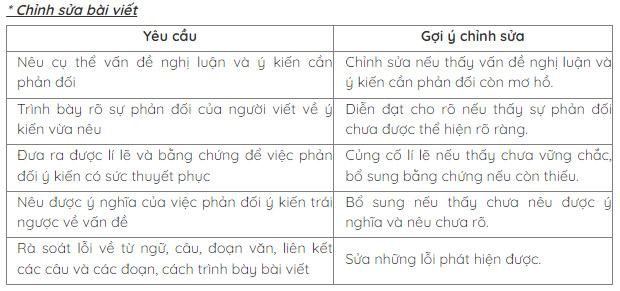 * Chỉnh sửa bài viết
Yêu cầu
Gợi ý chỉnh sửa
Nêu cụ thể vấn đề nghị luận và ý kiến cần
phản đối
Chỉnh sửa nếu thấy vấn đề nghị luận và
ý kiến cần phản đối còn mơ hồ.
Trình bày rõ sự phản đối của người viết về ý
kiến vừa nêu
Diễn đạt cho rõ nếu thấy sự phản đối
chưa được thể hiện rõ ràng.
Đưa ra được lí lẽ và bằng chứng để việc phản
đối ý kiến có sức thuyết phục
Củng cố lí lẽ nếu thấy chưa vững chắc,
bổ sung bằng chứng nếu còn thiếu.
Nêu được ý nghĩa của việc phản đối ý kiến trái
ngược về vấn đề
Bổ sung nếu thấy chưa nêu được ý
nghĩa và nêu chưa rõ.
Rà soát lỗi về từ ngữ, câu, đoạn văn, liên kết
các câu và các đoạn, cách trình bày bài viết
Sửa những lỗi phát hiện được.